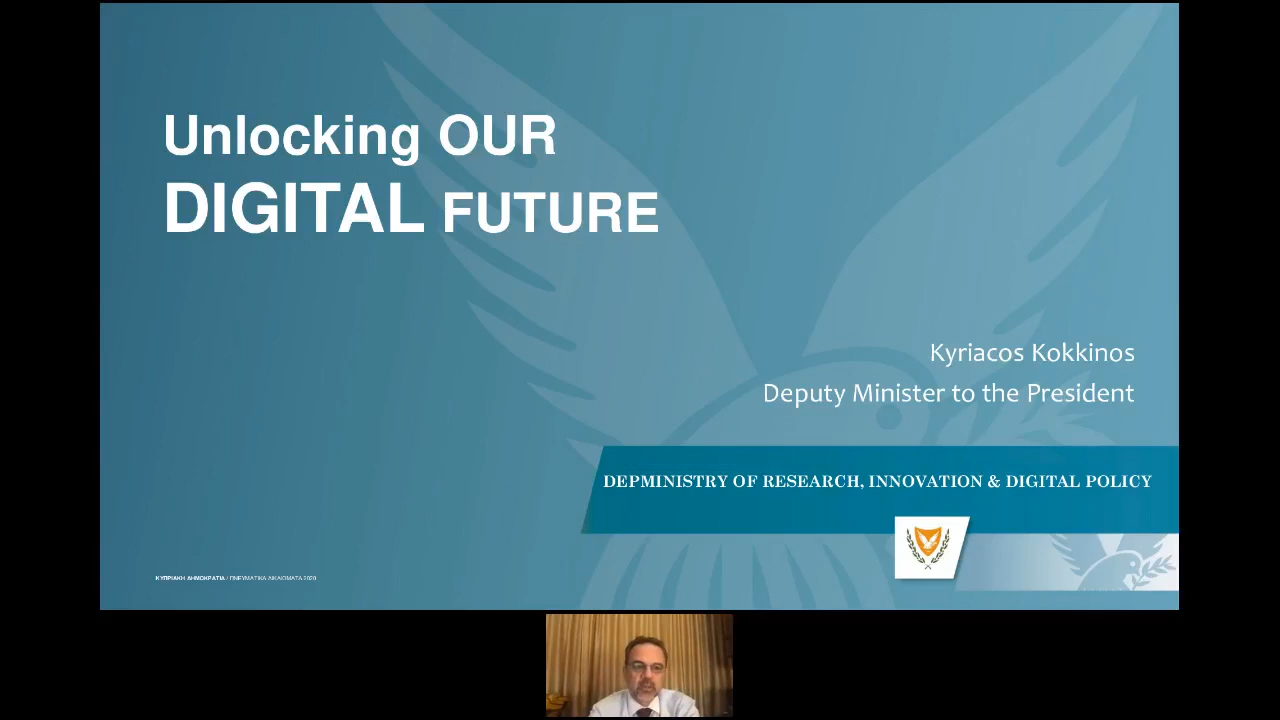 Unlocking OUR
DIGITAL FUTURE
Kyriacos Kokkinos
Deputy Minister to the President
DEPMINISTRY OF RESEARCH, INNOVATION & DIGITAL POLICY
ΚΥΠΡΙΑΚΗ ΔΗΜΟΚΡΑΤΙΑ / ΠΝΕΥΜΑΤΙΚΑ ΔΙΚΑΙΩΜΑΤΑ 2020